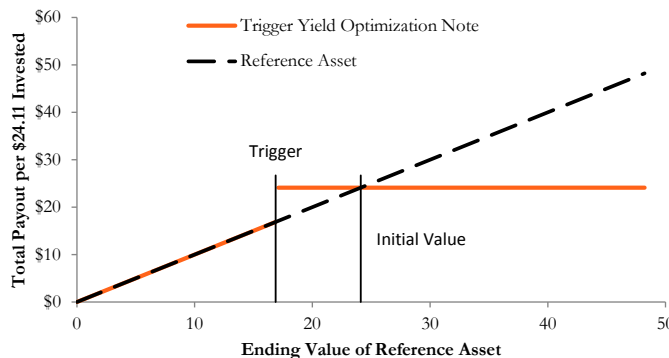 Trigger Yield Optimization Note
Reference Asset
Total Payout per $24.11 Invested
$60
$50
$40
$30
$20
$10
$0
Trigger
Initial Value
0
10
20
30
40
50
Ending Value of Reference Asset